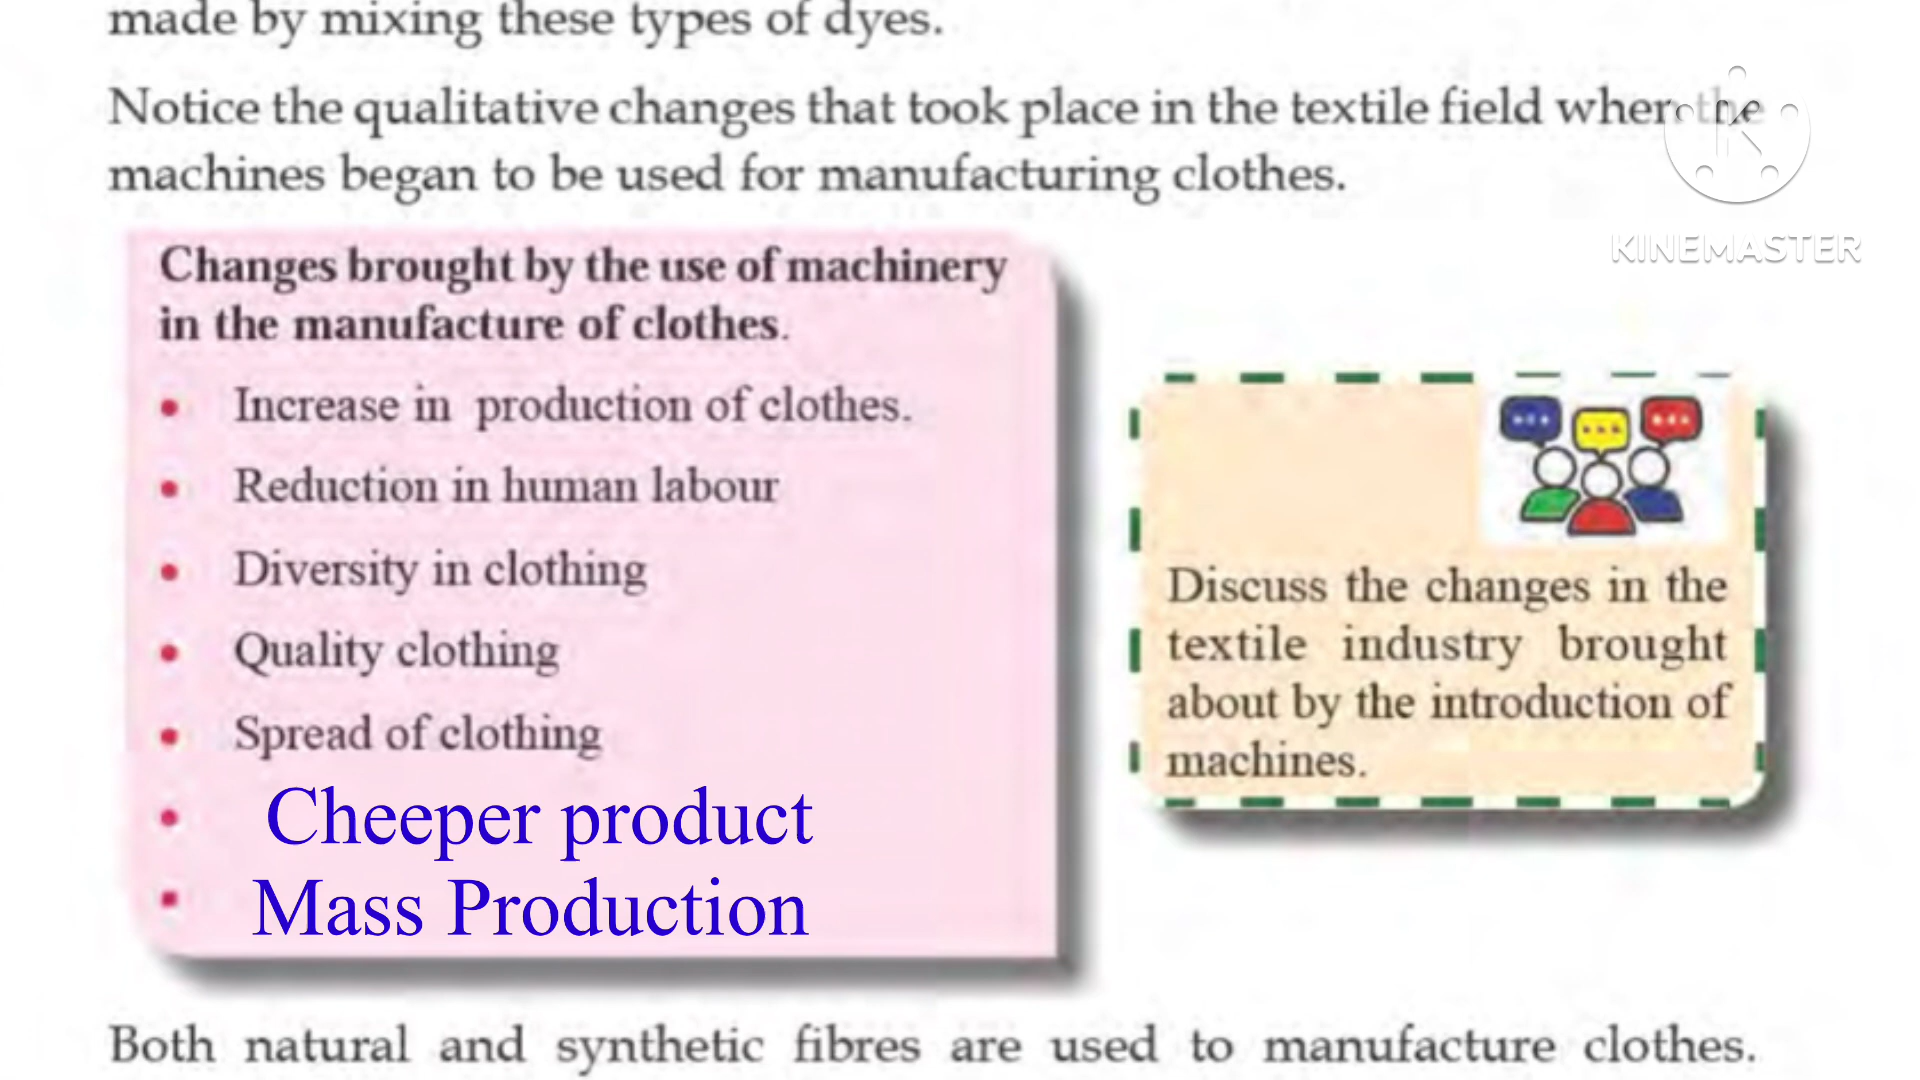 made by mixing these types of dyes.
Notice the qualitative changes that took place in the textile field when the
machines began to be used for manufacturing clothes.
KINEMASTER
Changes brought by the use of machinery
in the manufacture of clothes.
• Increase in production of clothes.
• Reduction in human labour
• Diversity in clothing
• Quality clothing
• Spread of clothing
• Cheeper product
• Mass Production
Discuss the changes in the
textile industry brought
about by the introduction of
machines.
Both natural and synthetic fibres are used to manufacture clothes.